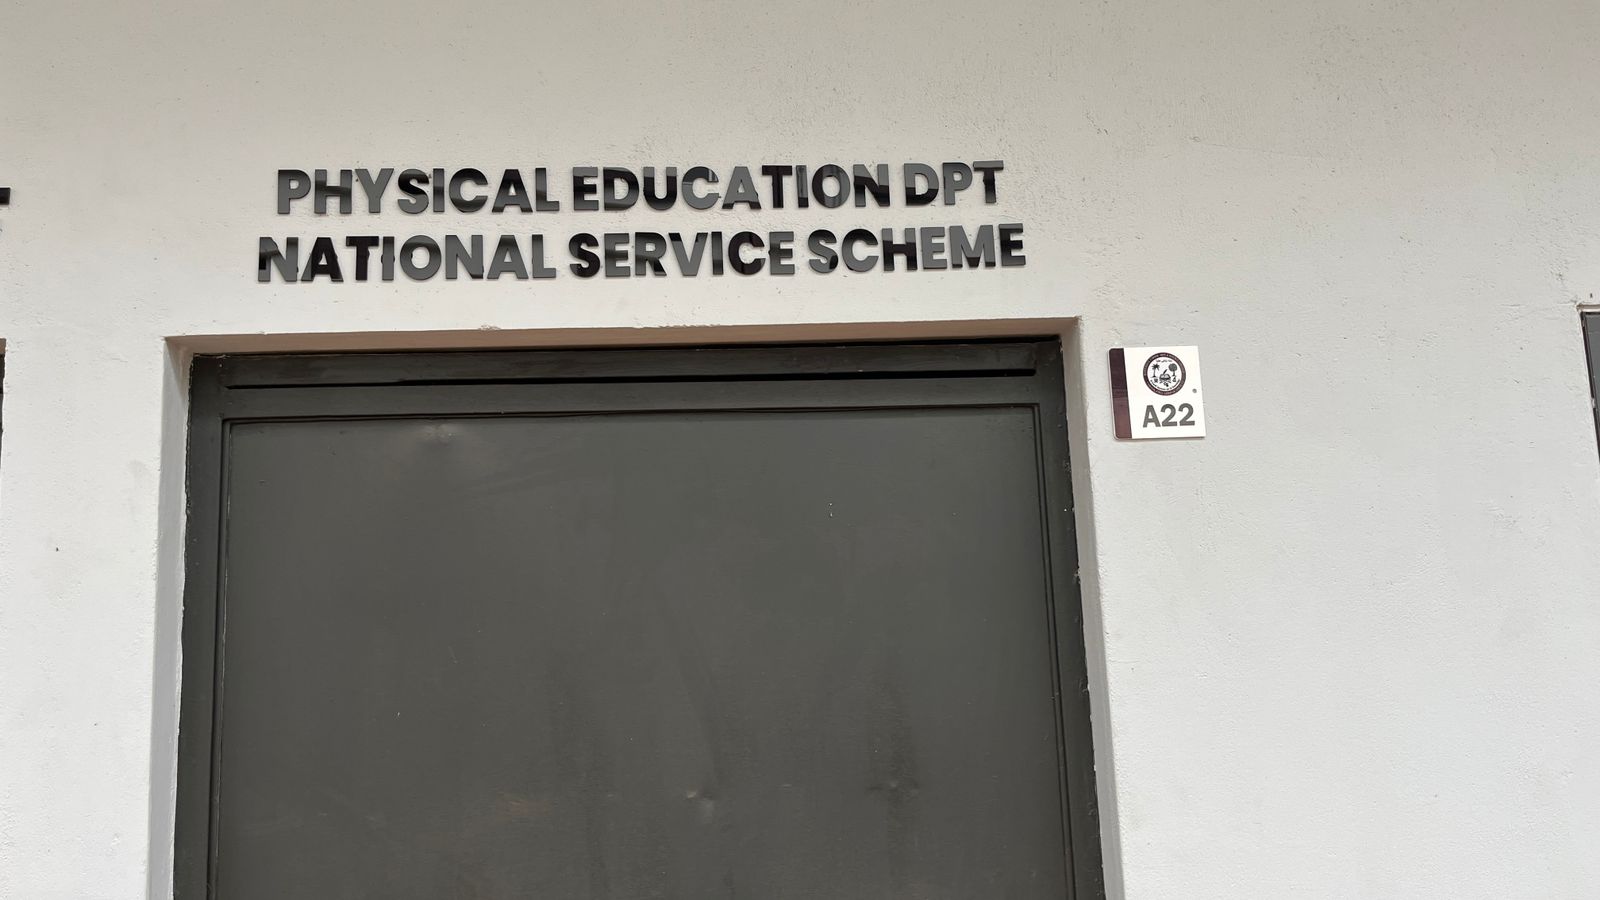 PHYSICAL EDUCATION DPT
NATIONAL SERVICE SCHEME
A22